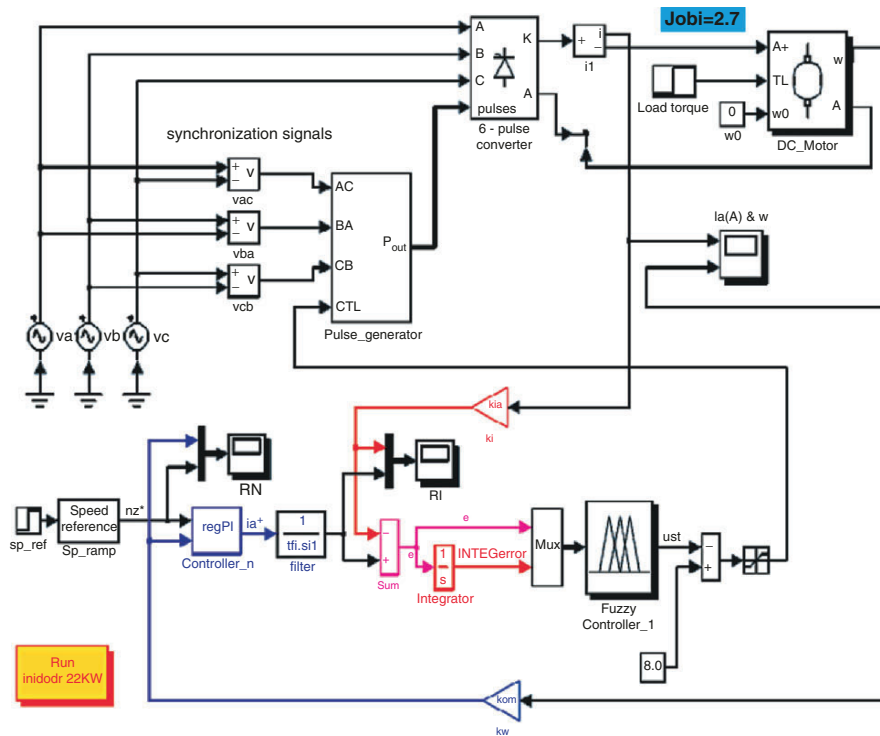 Jobi=2.7
A
B
C
pulses
K
A
6 - pulse
converter
+
−
i
i1
Load torque
0
w0
A+
TL
w0
w
A
DC_Motor
synchronization signals
+
−
v
vac
+
−
v
vba
+
−
v
vcb
AC
BA
CB
CTL
Pout
Pulse_generator
Ia(A) & w
va
vb
vc
kia
ki
RN
RI
sp_ref
Speed
reference
Sp_ramp
nz*
regPI
Controller_n
ia+
1
tfi.si1
filter
−
+
Sum
e
e
1
s
Integrator
INTEGerror
Mux
Fuzzy
Controller_1
ust
−
+
8.0
Run
inidodr 22KW
kom
kw